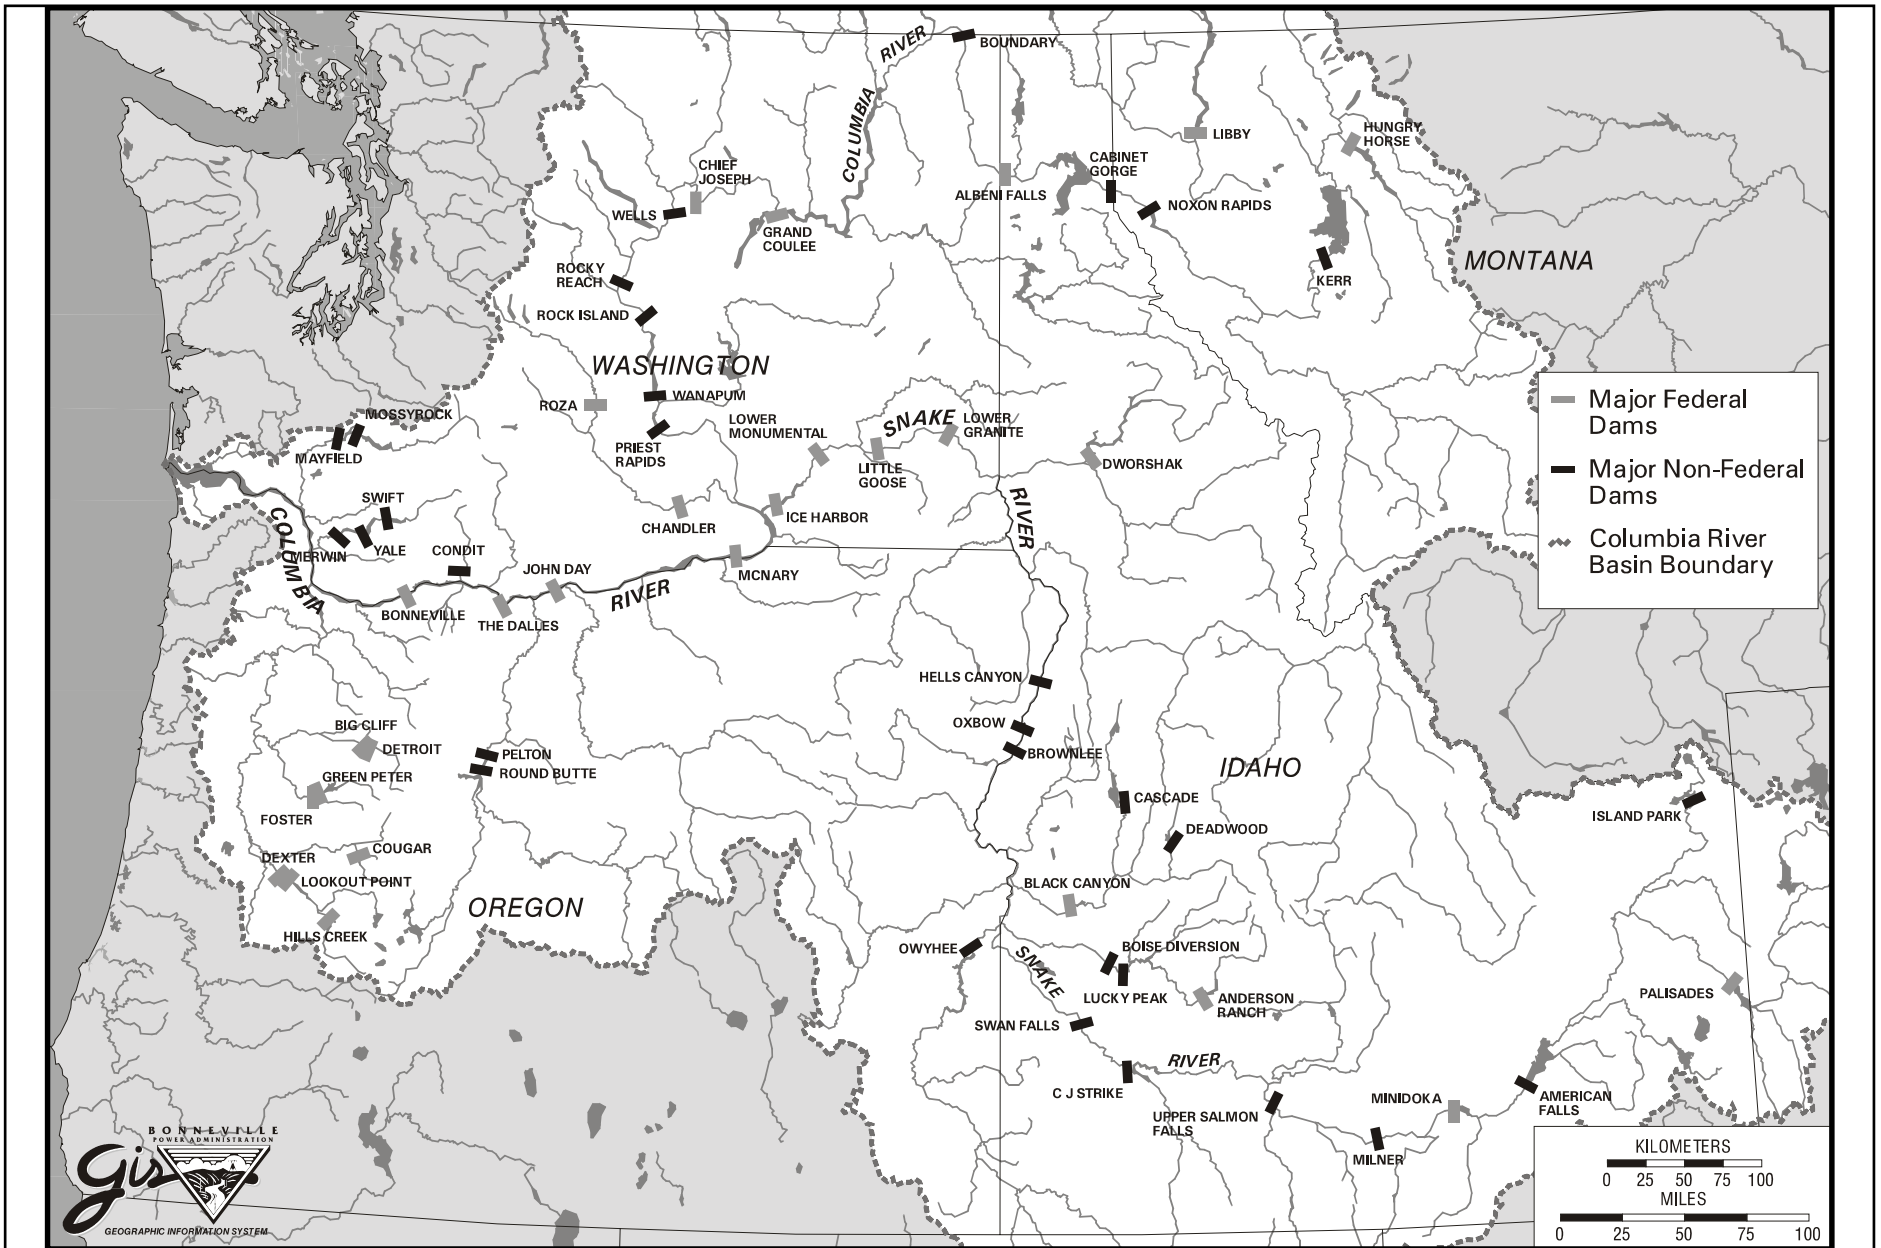 RIVER
BOUNDARY
COLUMBIA
LIBBY
HUNGRY
HORSE
CHIEF
JOSEPH
CABINET
GORGE
ALBENI FALLS
NOXON RAPIDS
WELLS
GRAND
COULEE
MONTANA
ROCKY
REACH
KERR
ROCK ISLAND
WASHINGTON
WANAPUM
ROZA
MOSSYROCK
LOWER
MONUMENTAL
SNAKE
LOWER
GRANITE
MAYFIELD
PRIEST
RAPIDS
LITTLE
GOOSE
DWORSHAK
SWIFT
COLUMBIA
MERWIN
YALE
CONDIT
CHANDLER
ICE HARBOR
RIVER
JOHN DAY
MCNARY
RIVER
BONNEVILLE
THE DALLES
Major Federal
Dams
Major Non-Federal
Dams
Columbia River
Basin Boundary
HELLS CANYON
OXBOW
BROWNLEE
BIG CLIFF
DETROIT
PELTON
ROUND BUTTE
GREEN PETER
FOSTER
IDAHO
CASCADE
DEADWOOD
ISLAND PARK
DEXTER
COUGAR
LOOKOUT POINT
OREGON
BLACK CANYON
HILLS CREEK
OWYHEE
SNAKE
BOISE DIVERSION
LUCKY PEAK
ANDERSON
RANCH
PALISADES
SWAN FALLS
RIVER
C J STRIKE
UPPER SALMON
FALLS
MINIDOKA
AMERICAN
FALLS
MILNER
BONNEVILLE
POWER ADMINISTRATION
gis
GEOGRAPHIC INFORMATION SYSTEM
KILOMETERS
0 25 50 75 100
MILES
0 25 50 75 100